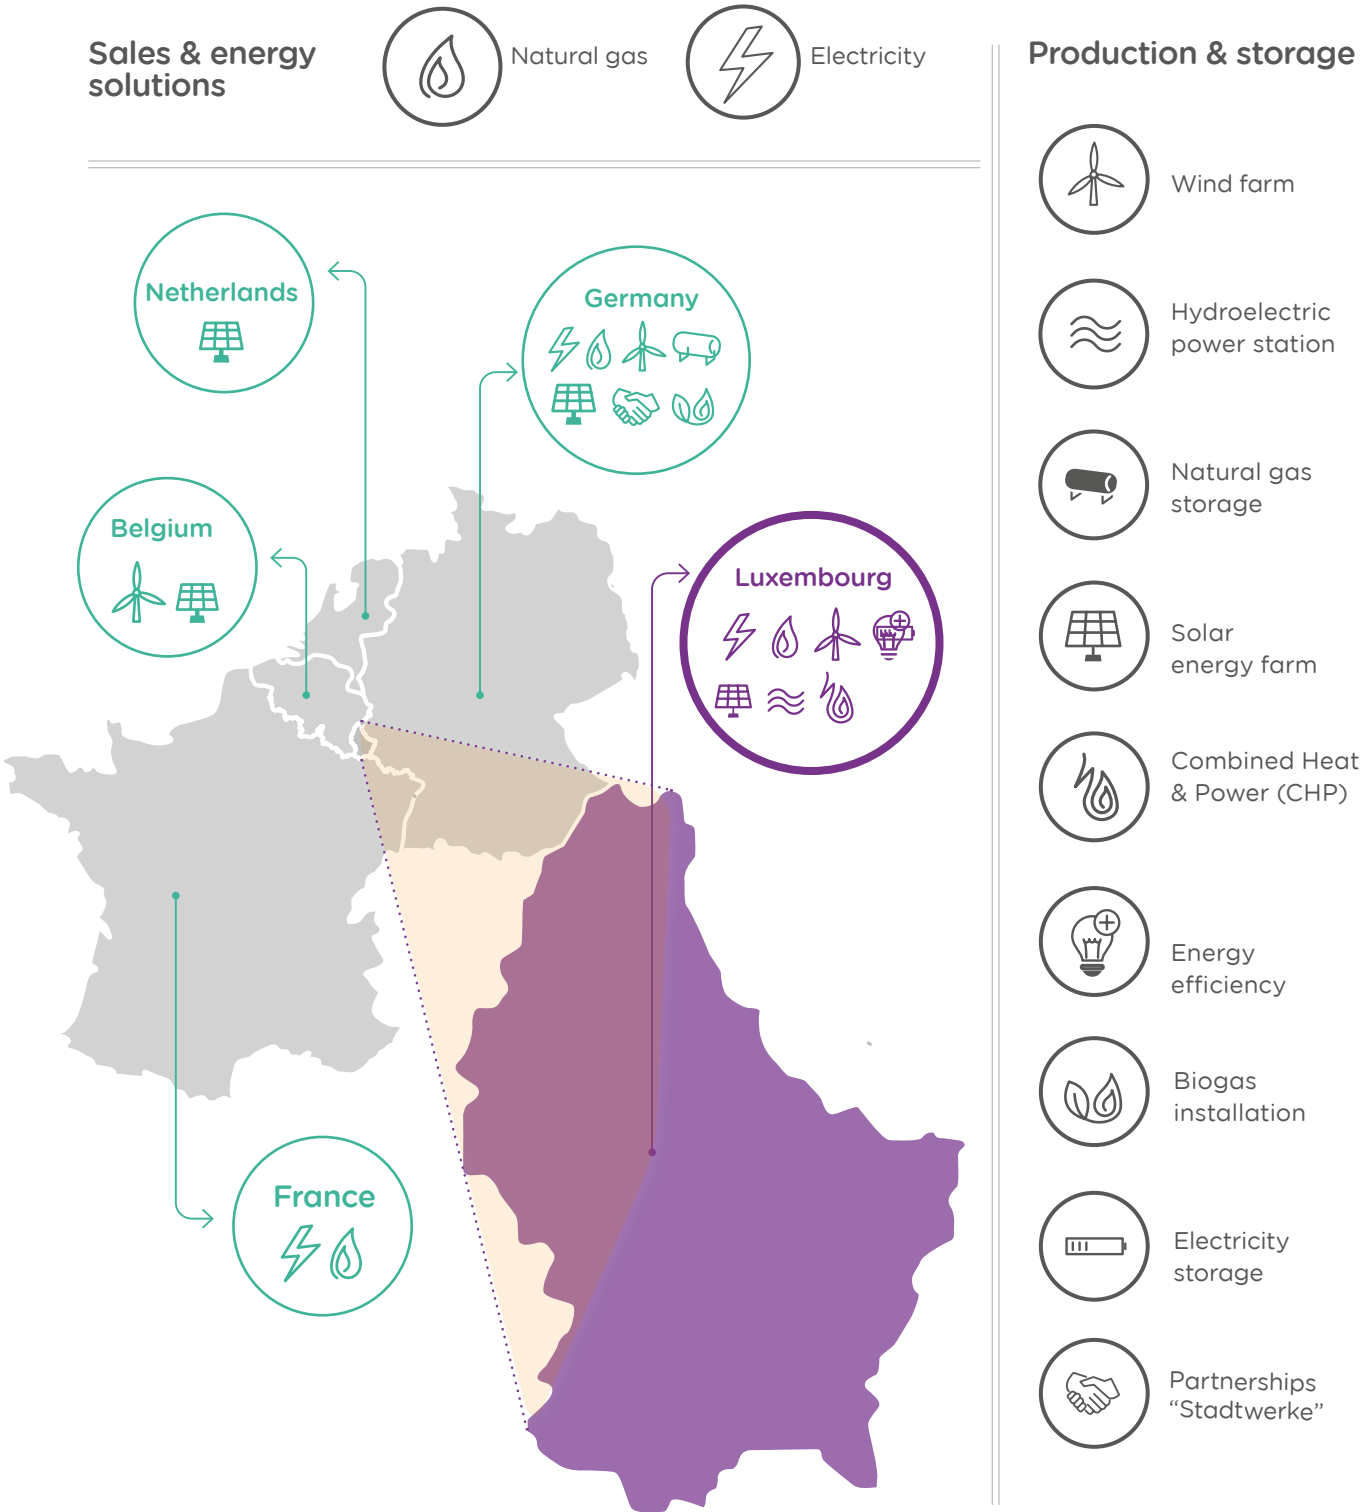 Sales & energy
solutions
Natural gas
Electricity
Production & storage
Wind farm
Hydroelectric
power station
Natural gas
storage
Solar
energy farm
Combined Heat
& Power (CHP)
Energy
efficiency
Biogas
installation
Electricity
storage
Partnerships
“Stadtwerke”
Netherlands
Germany
Belgium
Luxembourg
France